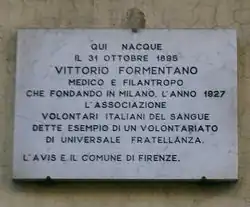 QUI NACQUE
IL 31 OTTOBRE 1895
VITTORIO FORMENTANO
MEDICO E FILANTROPO
CHE FONDANDO IN MILANO, L'ANNO 1927
L'ASSOCIAZIONE
VOLONTARI ITALIANI DEL SANGUE
DETTE ESEMPIO DI UN VOLONTARIATO
DI UNIVERSALE FRATELLANZA.
L'AVIS E IL COMUNE DI FIRENZE.